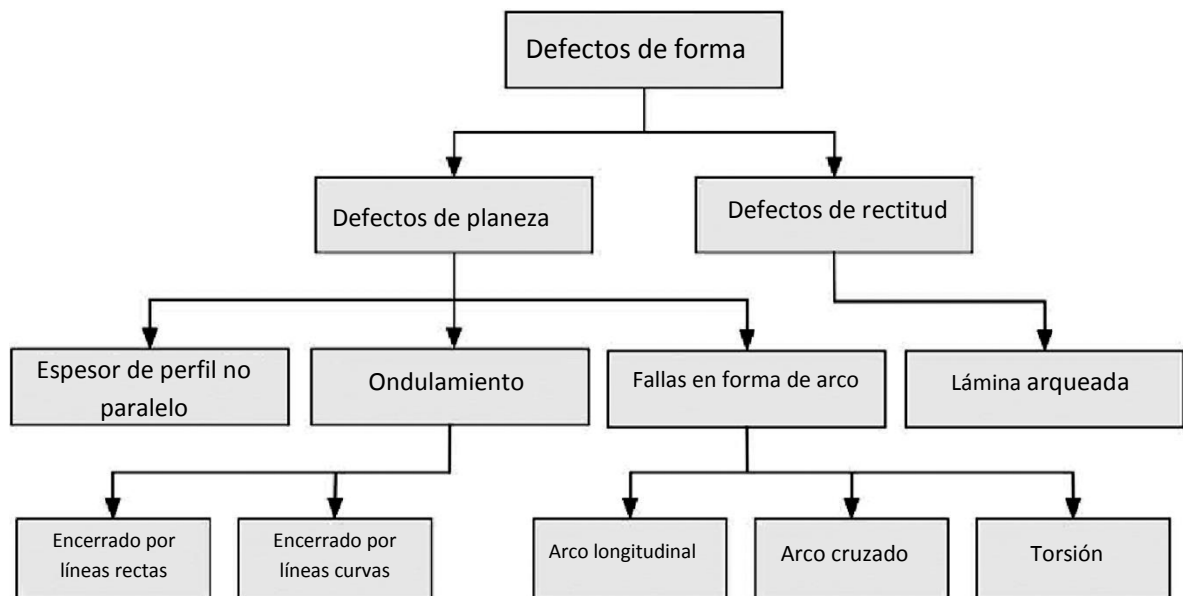 Defectos de forma
Defectos de planeza
Defectos de rectitud
Espesor de perfil no
paralelo
Ondulamiento
Fallas en forma de arco
Lámina arqueada
Encerrado por
líneas rectas
Encerrado por
líneas curvas
Arco longitudinal
Arco cruzado
Torsión